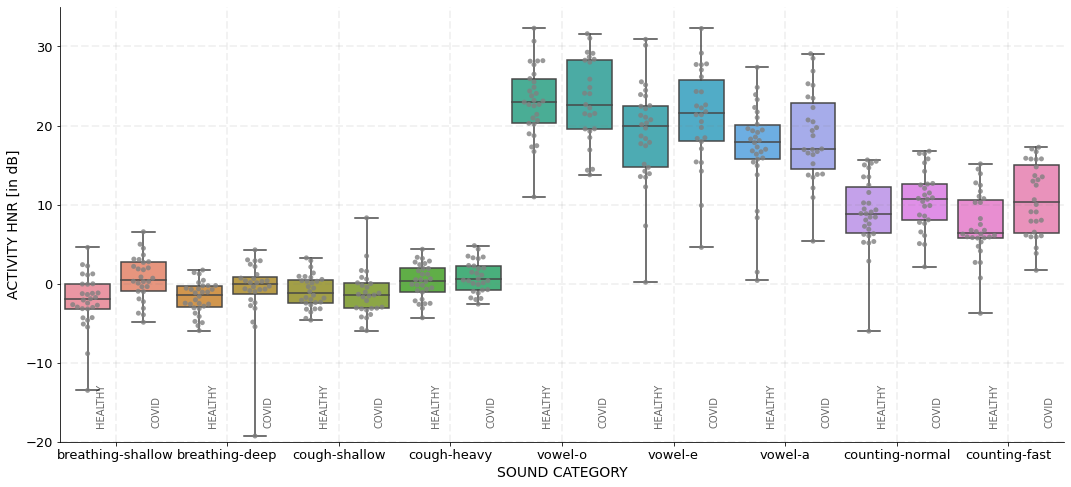 ACTIVITY HNR [in dB]
30
20
10
0
−10
−20
HEALTHY COVID HEALTHY COVID HEALTHY COVID HEALTHY COVID HEALTHY COVID HEALTHY COVID HEALTHY COVID HEALTHY COVID HEALTHY COVID
breathing-shallow breathing-deep cough-shallow cough-heavy vowel-o vowel-e vowel-a counting-normal counting-fast
SOUND CATEGORY